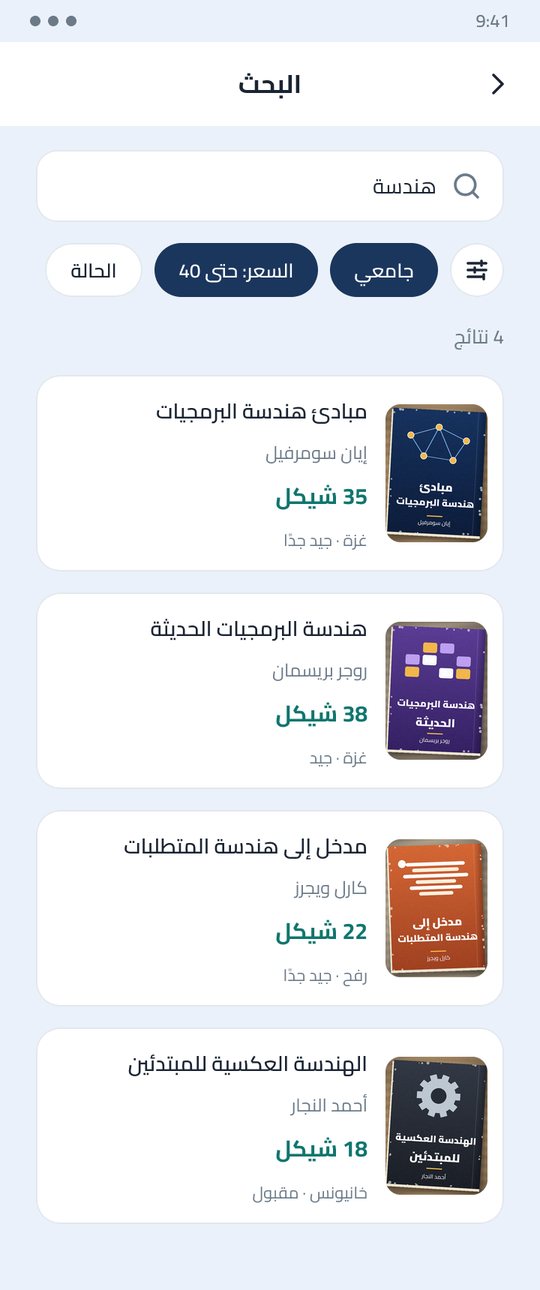 9:41
البحث
هندسة
جامعي
السعر: حتى 40
الحالة
4 نتائج
مبادئ هندسة البرمجيات
إيان سومرفيل
35 شيكل
غزة · جيد جدًا
مبادئ
هندسة البرمجيات
إيان سومرفيل
هندسة البرمجيات الحديثة
روجر بريسمان
38 شيكل
غزة · جيد
هندسة البرمجيات
الحديثة
روجر بريسمان
مدخل إلى هندسة المتطلبات
كارل ويجرز
22 شيكل
رفح · جيد جدًا
مدخل إلى
هندسة المتطلبات
كارل ويجرز
الهندسة العكسية للمبتدئين
أحمد النجار
18 شيكل
خانيونس · مقبول
الهندسة العكسية
للمبتدئين
أحمد النجار